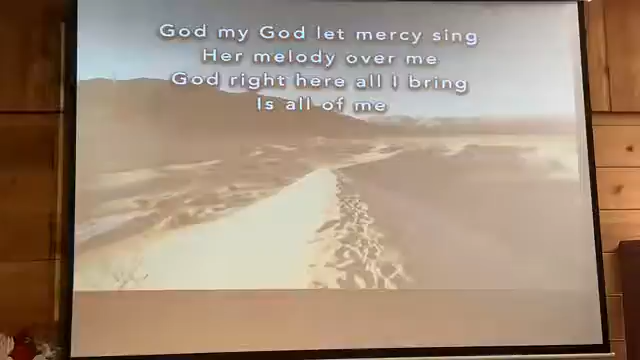 God my God let mercy sing
Her melody over me
God right here all I bring
Is all of me